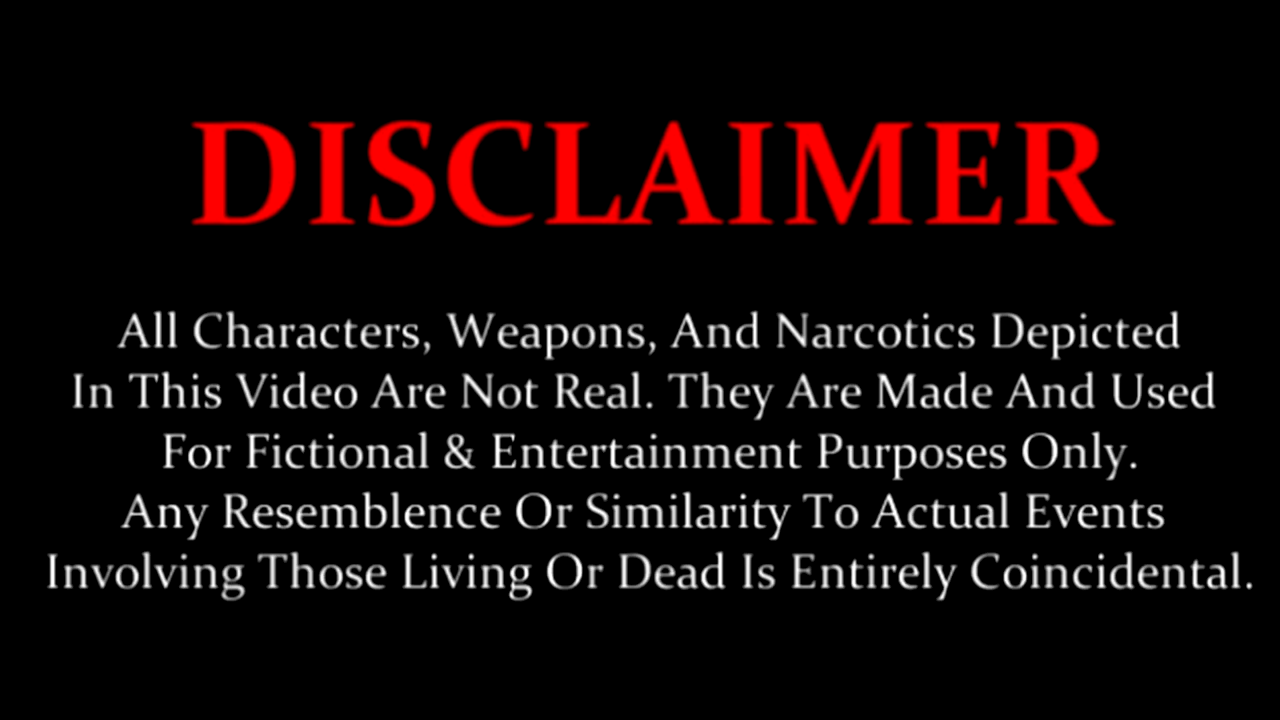 DISCLAIMER
All Characters, Weapons, And Narcotics Depicted
In This Video Are Not Real. They Are Made And Used
For Fictional & Entertainment Purposes Only.
Any Resemblence Or Similarity To Actual Events
Involving Those Living Or Dead Is Entirely Coincidental.